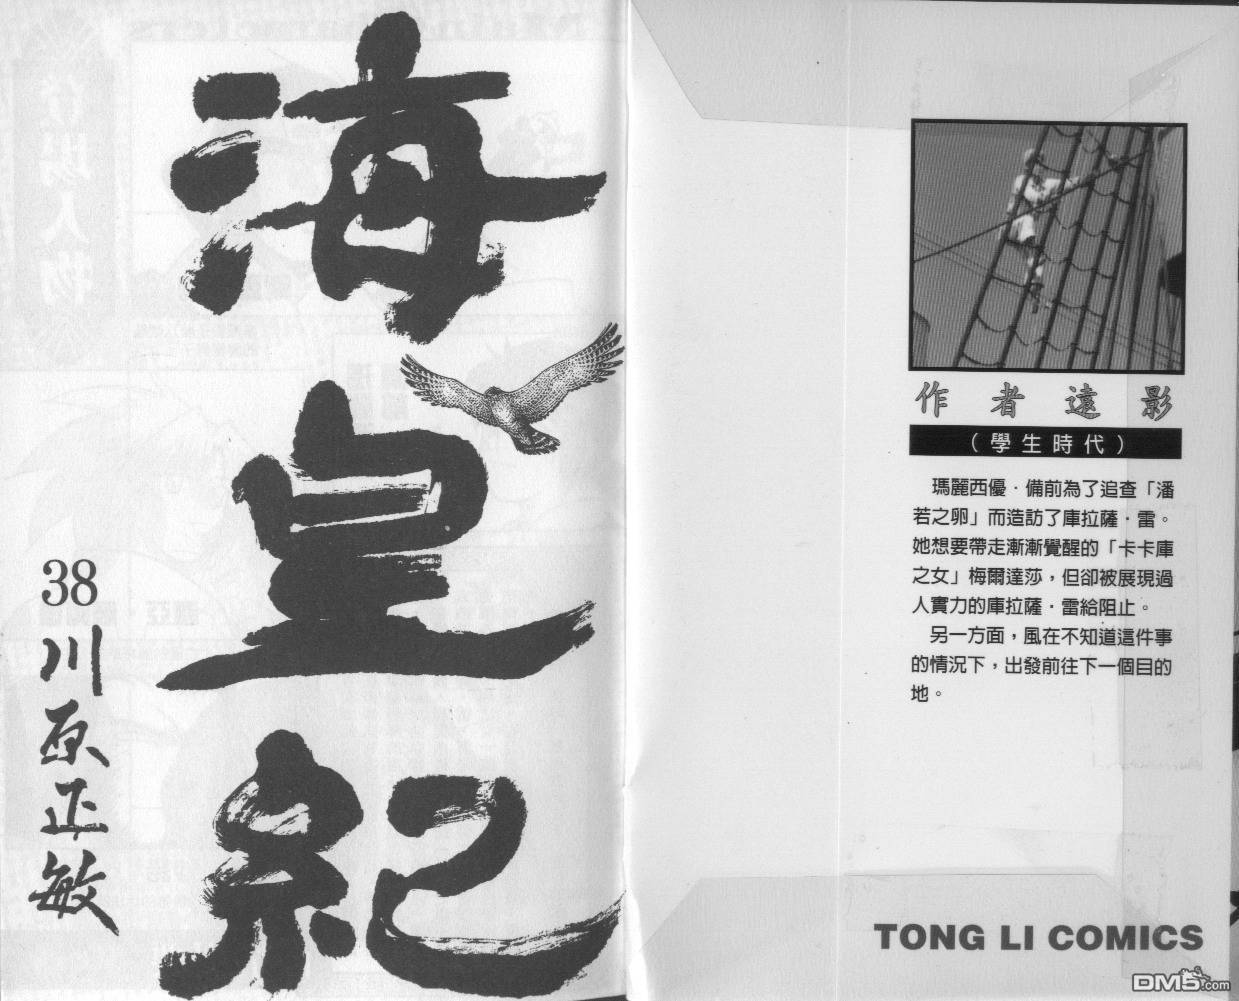 海皇紀
38
川原正敏
作者遠影
（學生時代）
瑪麗西優．備前為了追查「潘
若之卵」而造訪了庫拉薩．雷。
她想要帶走漸漸覺醒的「卡卡庫
之女」梅爾達莎，但卻被展現過
人實力的庫拉薩．雷給阻止。
另一方面，風在不知道這件事
的情況下，出發前往下一個目的
地。
TONG LI COMICS
DM5.com
登場人物